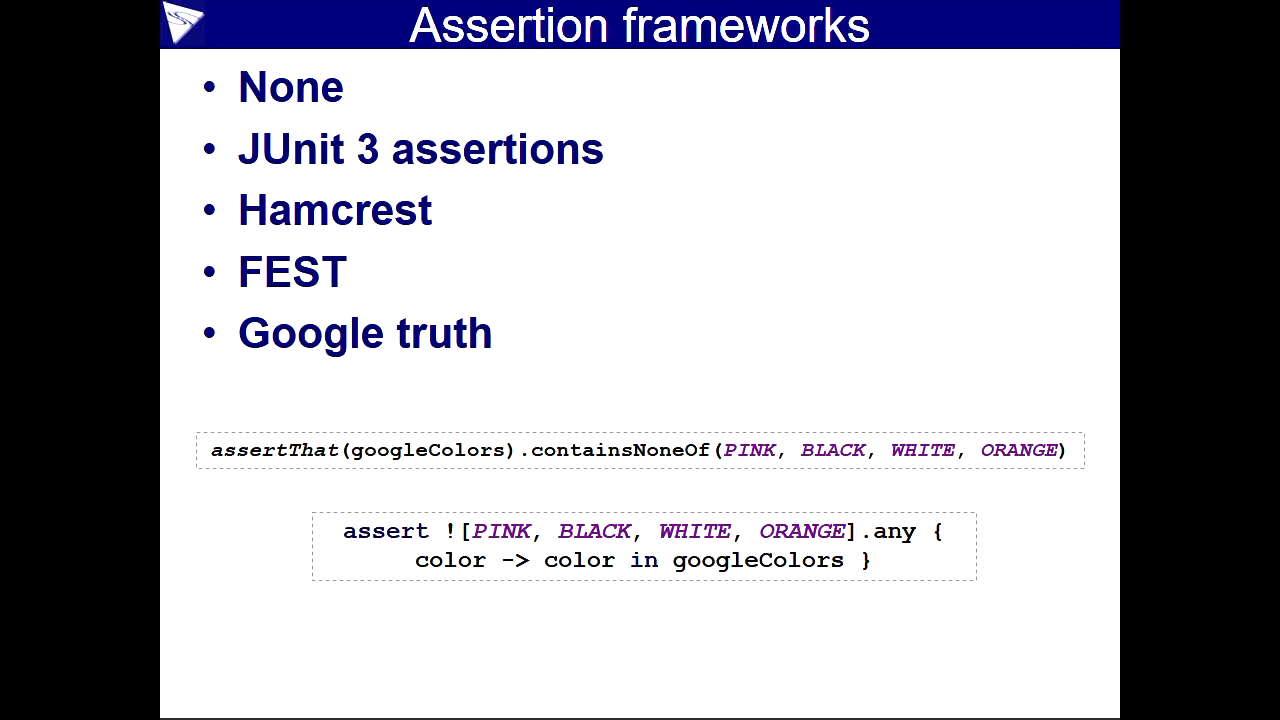 Assertion frameworks
• None
• JUnit 3 assertions
• Hamcrest
• FEST
• Google truth
assertThat(googleColors).containsNoneOf(PINK, BLACK, WHITE, ORANGE)
assert ![PINK, BLACK, WHITE, ORANGE].any {
color -> color in googleColors }